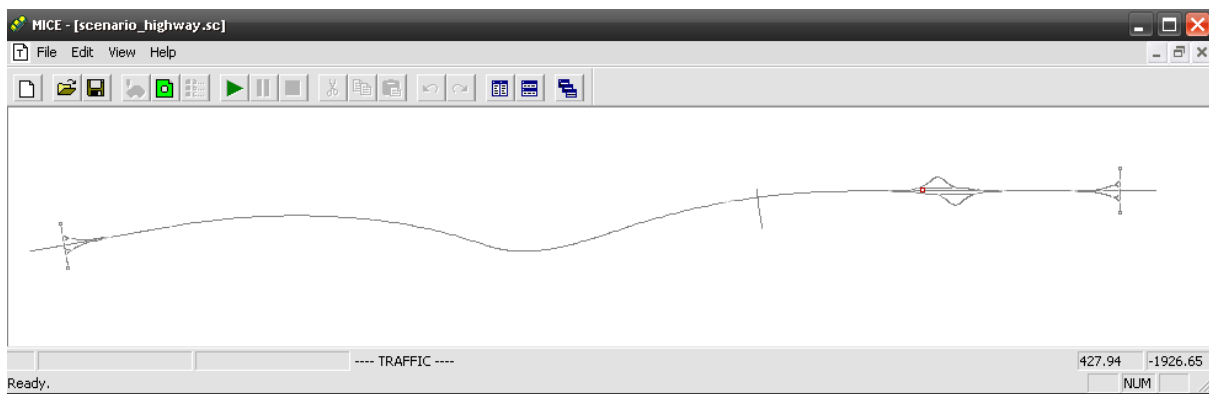 MICE - [scenario_highway.sc]
T File Edit View Help
---- TRAFFIC ---- 427.94 -1926.65
Ready. NUM